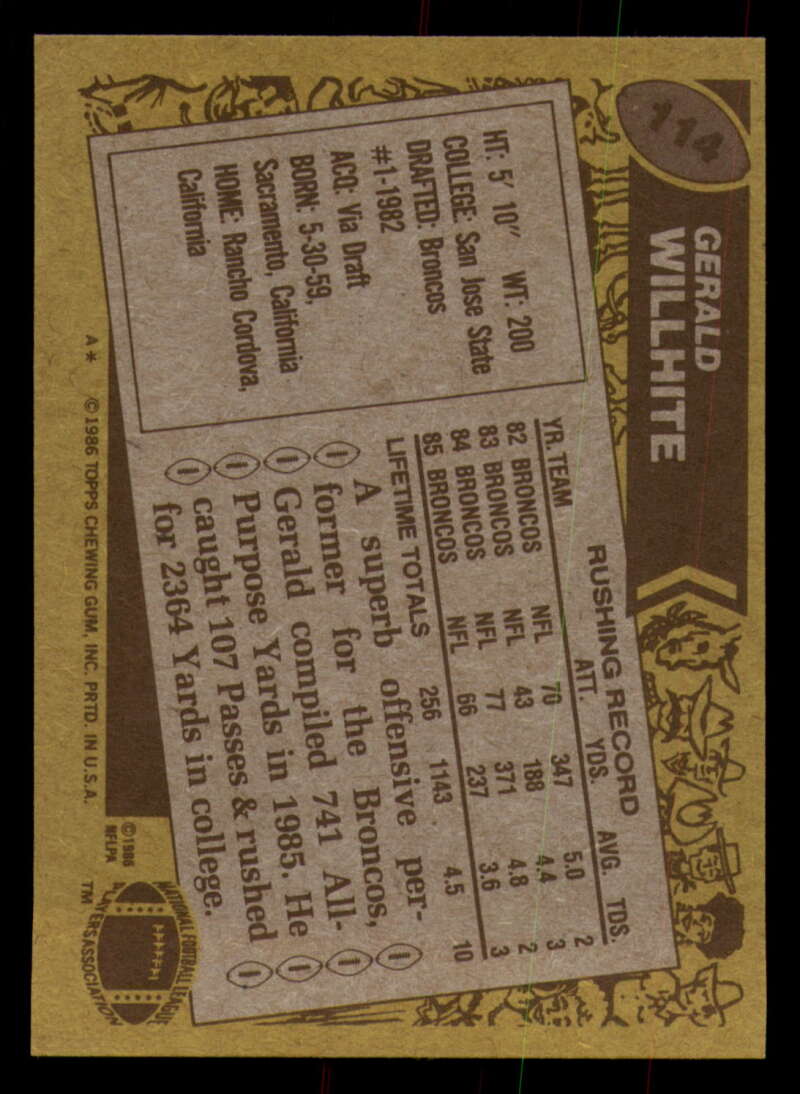 114
GERALD
WILLHITE
HT: 5' 10" WT: 200
COLLEGE: San Jose State
DRAFTED: Broncos
#1-1982
ACQ: Via Draft
BORN: 5-30-59,
Sacramento, California
HOME: Rancho Cordova,
California
RUSHING RECORD
YR. TEAM ATT. YDS. AVG. TDS.
82 BRONCOS NFL 70 347 5.0 2
83 BRONCOS NFL 43 188 4.4 3
84 BRONCOS NFL 77 371 4.8 2
85 BRONCOS NFL 66 237 3.6 3
LIFETIME TOTALS 256 1143 4.5 10
A superb offensive per-
former for the Broncos,
Gerald compiled 741 All-
Purpose Yards in 1985. He
caught 107 Passes & rushed
for 2364 Yards in college.
A* ©1986 TOPPS CHEWING GUM, INC. PRTD. IN U.S.A.
©1986
NFLPA
NATIONAL FOOTBALL LEAGUE
PLAYERS ASSOCIATION
TM